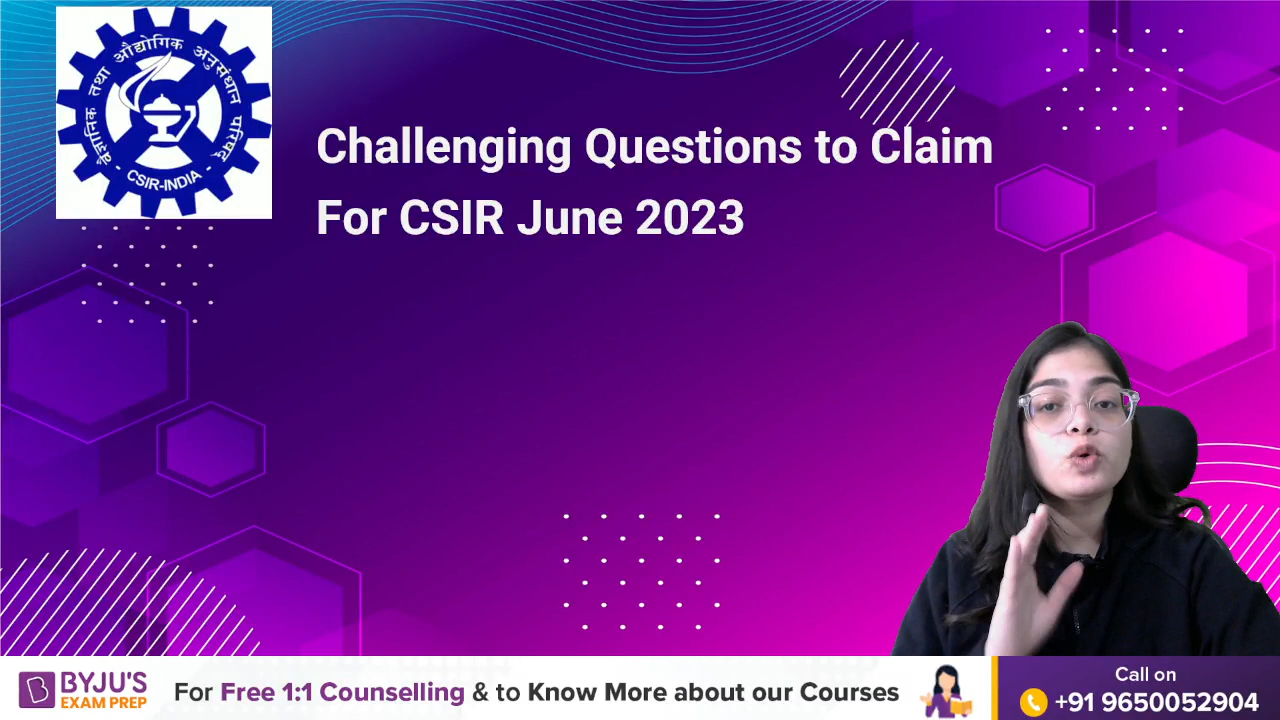 वैज्ञानिक तथा औद्योगिक अनुसंधान परिषद
- CSIR-INDIA -
Challenging Questions to Claim
For CSIR June 2023
BYJU'S
EXAM PREP
For Free 1:1 Counselling & to Know More about our Courses
Call on
+91 9650052904